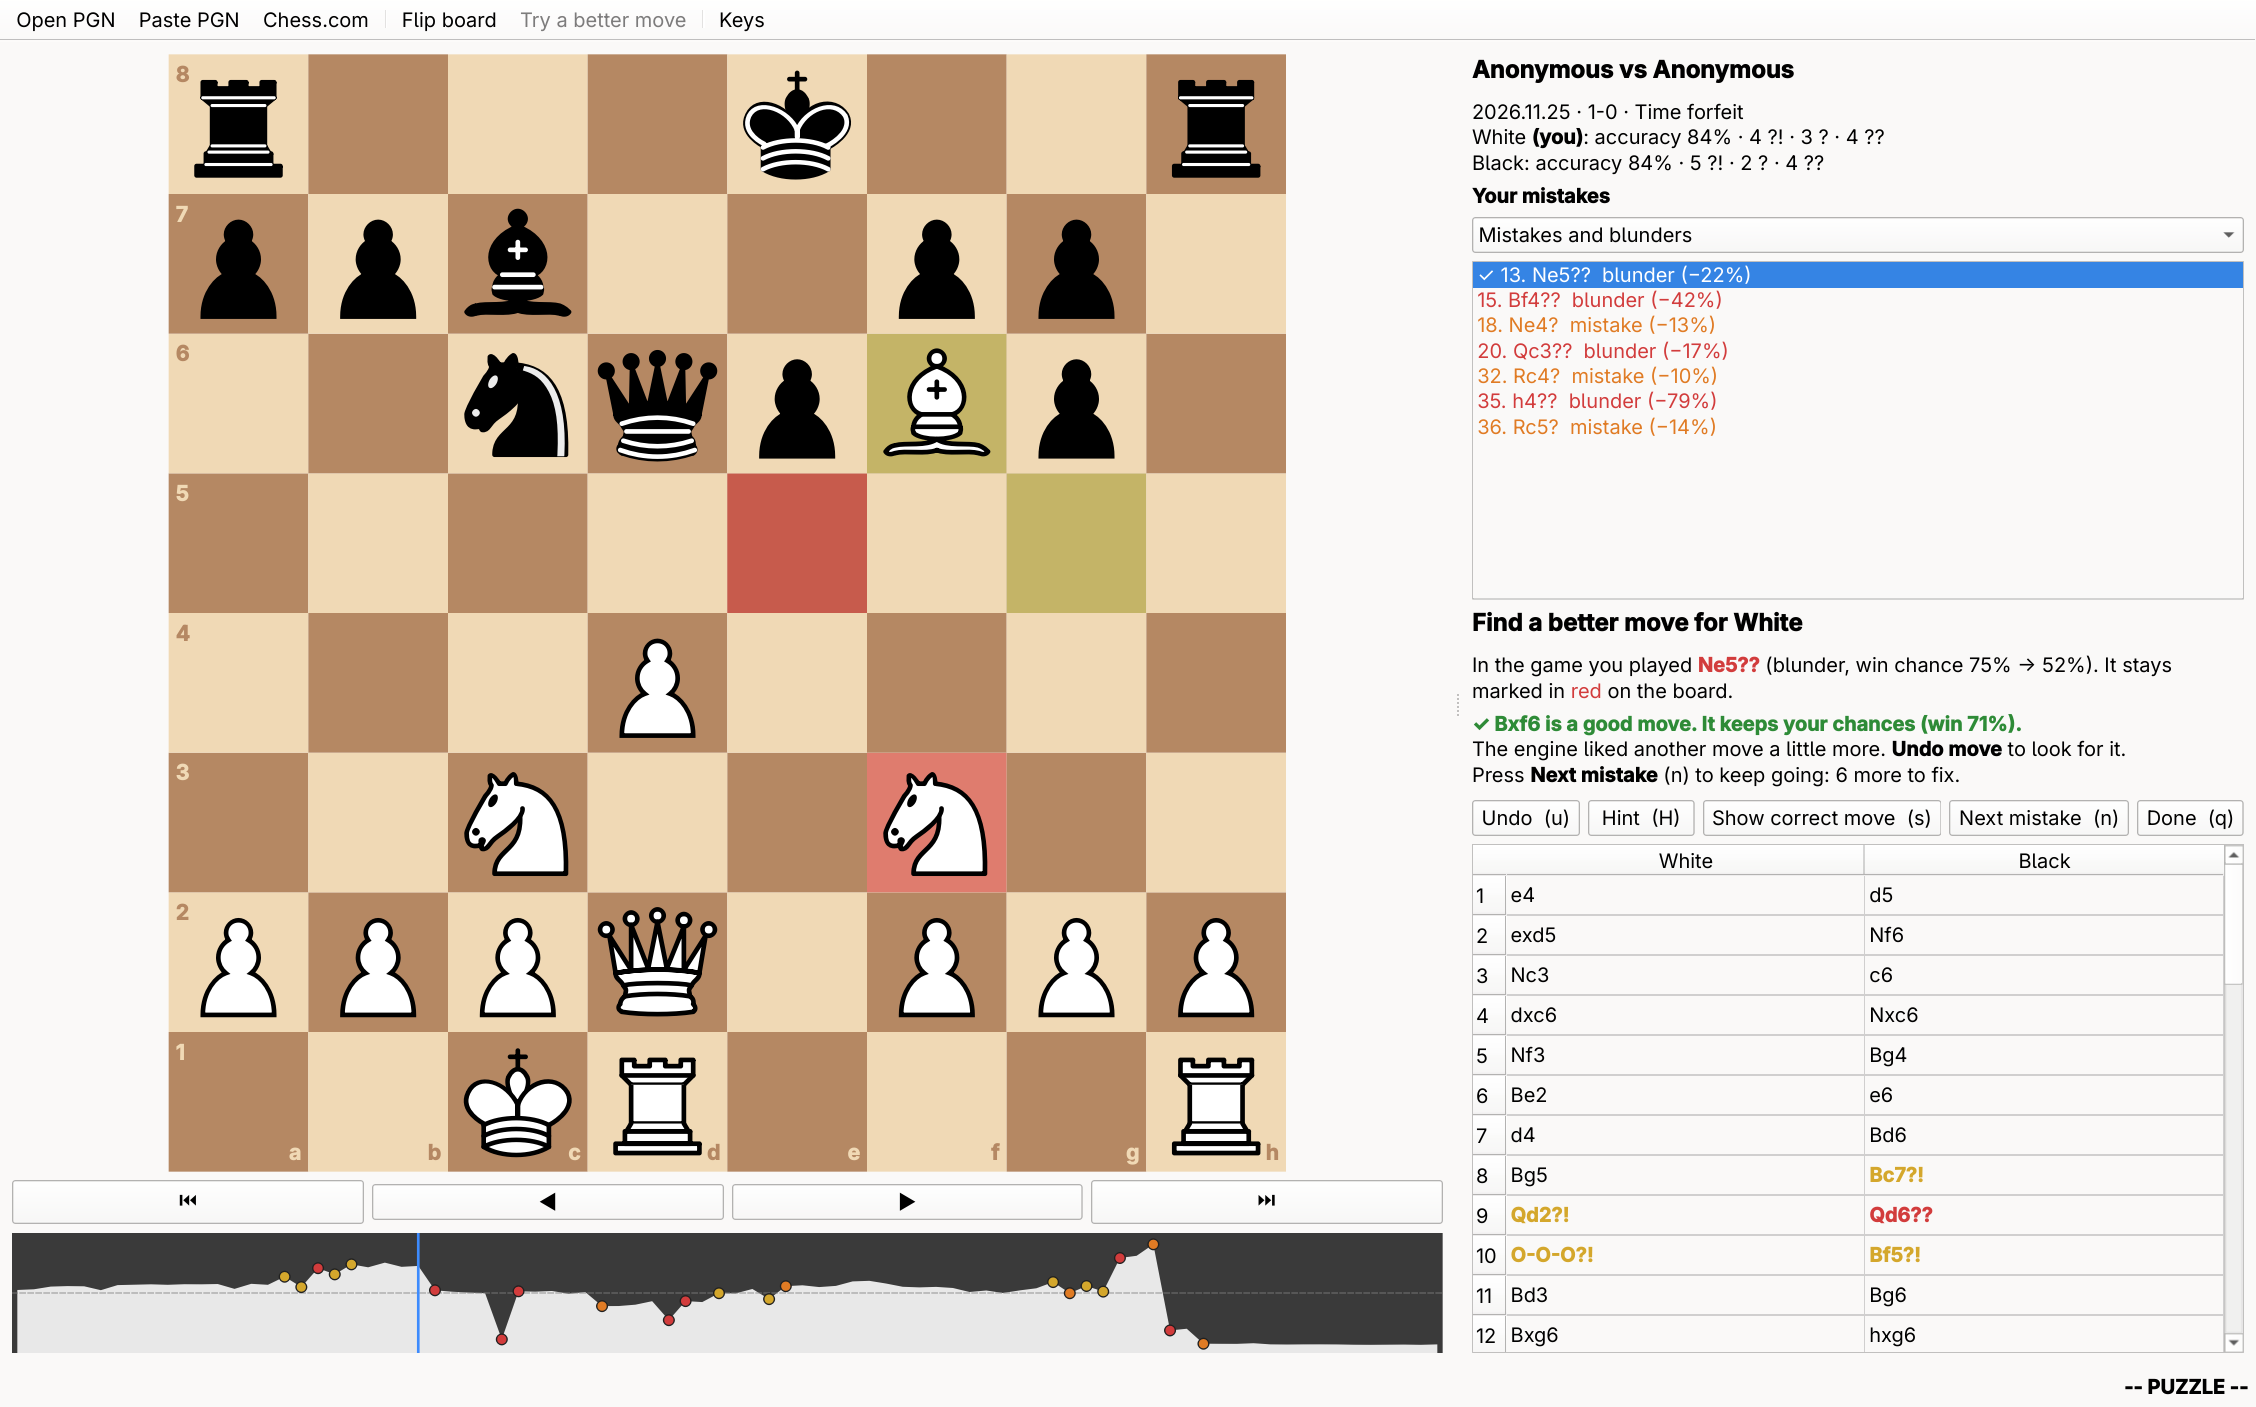 Open PGN Paste PGN Chess.com Flip board Try a better move Keys
8
7
6
5
4
3
2
1
a b c d e f g h
⏮ ◀ ▶ ⏭
Anonymous vs Anonymous
2026.11.25 · 1-0 · Time forfeit
White (you): accuracy 84% · 4 ?! · 3 ? · 4 ??
Black: accuracy 84% · 5 ?! · 2 ? · 4 ??
Your mistakes
Mistakes and blunders
✓ 13. Ne5?? blunder (−22%)
15. Bf4?? blunder (−42%)
18. Ne4? mistake (−13%)
20. Qc3?? blunder (−17%)
32. Rc4? mistake (−10%)
35. h4?? blunder (−79%)
36. Rc5? mistake (−14%)
Find a better move for White
In the game you played Ne5?? (blunder, win chance 75% → 52%). It stays
marked in red on the board.
✓ Bxf6 is a good move. It keeps your chances (win 71%).
The engine liked another move a little more. Undo move to look for it.
Press Next mistake (n) to keep going: 6 more to fix.
Undo (u) Hint (H) Show correct move (s) Next mistake (n) Done (q)
White Black
1 e4 d5
2 exd5 Nf6
3 Nc3 c6
4 dxc6 Nxc6
5 Nf3 Bg4
6 Be2 e6
7 d4 Bd6
8 Bg5 Bc7?!
9 Qd2?! Qd6??
10 O-O-O?! Bf5?!
11 Bd3 Bg6
12 Bxg6 hxg6
-- PUZZLE --